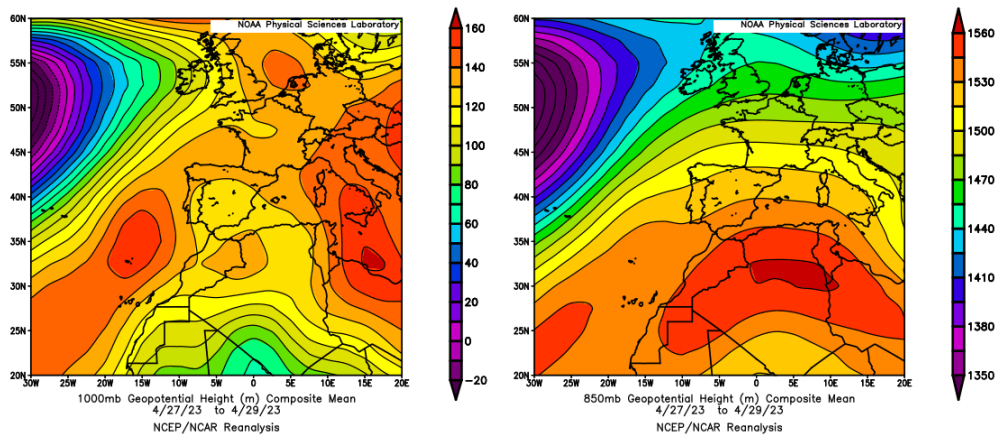 NOAA Physical Sciences Laboratory
60N
55N
50N
45N
40N
35N
30N
25N
20N
30W 25W 20W 15W 10W 5W 0 5E 10E 15E 20E
160
140
120
100
80
60
40
20
0
-20
1000mb Geopotential Height (m) Composite Mean
4/27/23 to 4/29/23
NCEP/NCAR Reanalysis
NOAA Physical Sciences Laboratory
60N
55N
50N
45N
40N
35N
30N
25N
20N
30W 25W 20W 15W 10W 5W 0 5E 10E 15E 20E
1560
1530
1500
1470
1440
1410
1380
1350
850mb Geopotential Height (m) Composite Mean
4/27/23 to 4/29/23
NCEP/NCAR Reanalysis